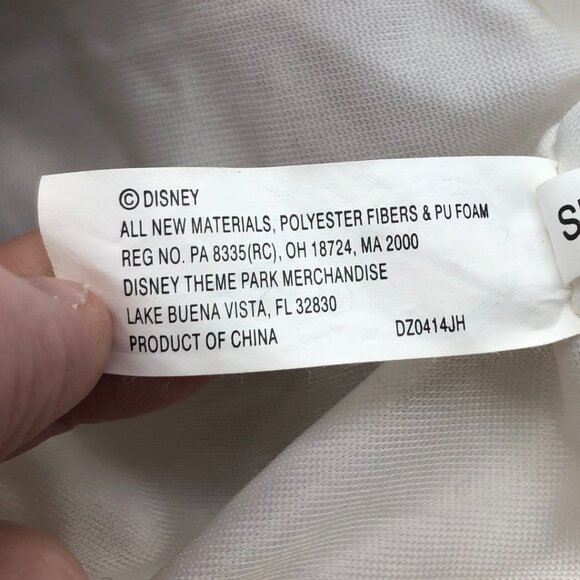 © DISNEY
ALL NEW MATERIALS, POLYESTER FIBERS & PU FOAM
REG NO. PA 8335(RC), OH 18724, MA 2000
DISNEY THEME PARK MERCHANDISE
LAKE BUENA VISTA, FL 32830
PRODUCT OF CHINA DZ0414JH